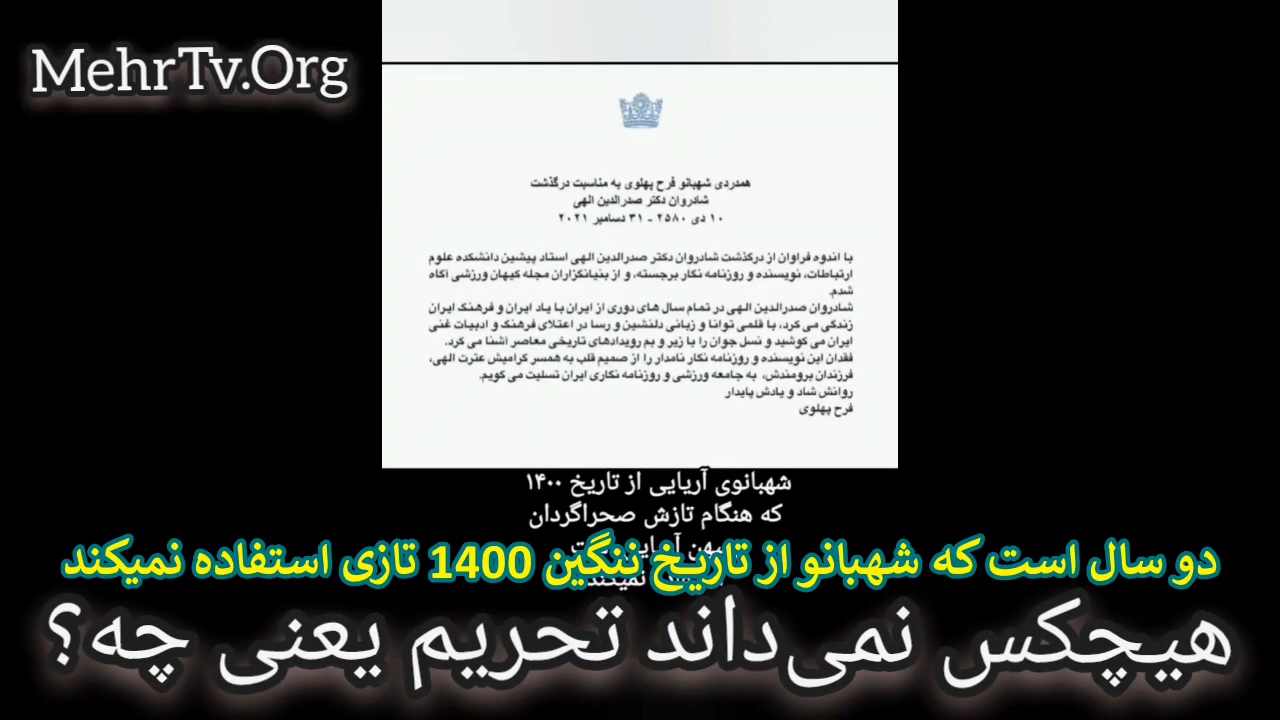 MehrTv.Org
همدردی شهبانو فرح پهلوی به مناسبت درگذشت
شادروان دکتر صدرالدین الهی
۱۰ دی ۲۵۸۰ - ۳۱ دسامبر ۲۰۲۱
با اندوه فراوان از درگذشت شادروان دکتر صدرالدین الهی استاد پیشین دانشکده علوم
ارتباطات، نویسنده و روزنامه نگار برجسته، و از بنیانگزاران مجله کیهان ورزشی آگاه
شدم.
شادروان صدرالدین الهی در تمام سال های دوری از ایران با یاد ایران و فرهنگ ایران
زندگی می کرد، با قلمی توانا و زبانی دلنشین و رسا در اعتلای فرهنگ و ادبیات غنی
ایران می کوشید و نسل جوان را با زیر و بم رویدادهای تاریخی معاصر آشنا می کرد.
فقدان این نویسنده و روزنامه نگار نامدار را از صمیم قلب به همسر گرامیش عترت الهی،
فرزندان برومندش، به جامعه ورزشی و روزنامه نگاری ایران تسلیت می گویم.
روانش شاد و یادش پایدار
فرح پهلوی
شهبانوی آریایی از تاریخ ۱۴۰۰
که هنگام تازش صحراگردان
دو سال است که شهبانو از تاریخ ننگین 1400 تازی استفاده نمیکند
نمیکند
هیچکس نمی‌داند تحریم یعنی چه؟